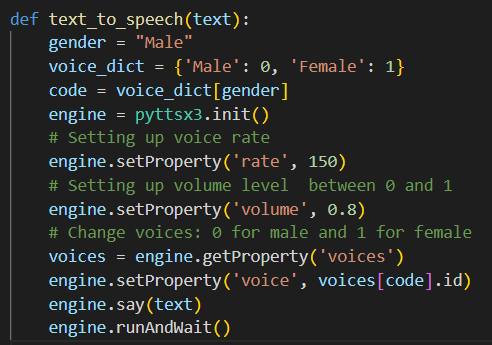 def text_to_speech(text):
    gender = "Male"
    voice_dict = {'Male': 0, 'Female': 1}
    code = voice_dict[gender]
    engine = pyttsx3.init()
    # Setting up voice rate
    engine.setProperty('rate', 150)
    # Setting up volume level  between 0 and 1
    engine.setProperty('volume', 0.8)
    # Change voices: 0 for male and 1 for female
    voices = engine.getProperty('voices')
    engine.setProperty('voice', voices[code].id)
    engine.say(text)
    engine.runAndWait()